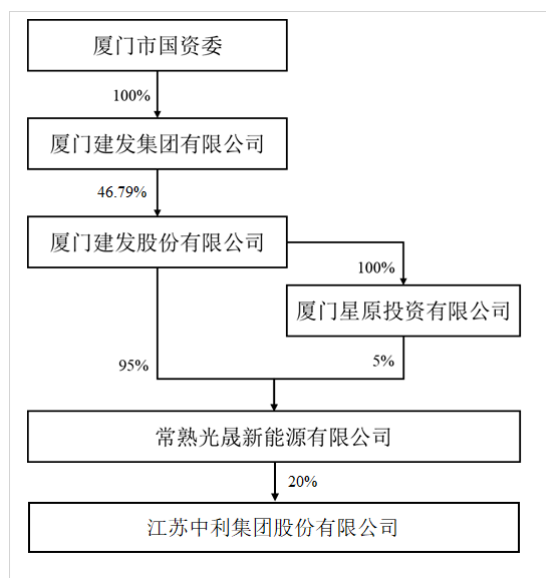 厦门市国资委
100%
厦门建发集团有限公司
46.79%
厦门建发股份有限公司
100%
厦门星原投资有限公司
95%
5%
常熟光晟新能源有限公司
20%
江苏中利集团股份有限公司